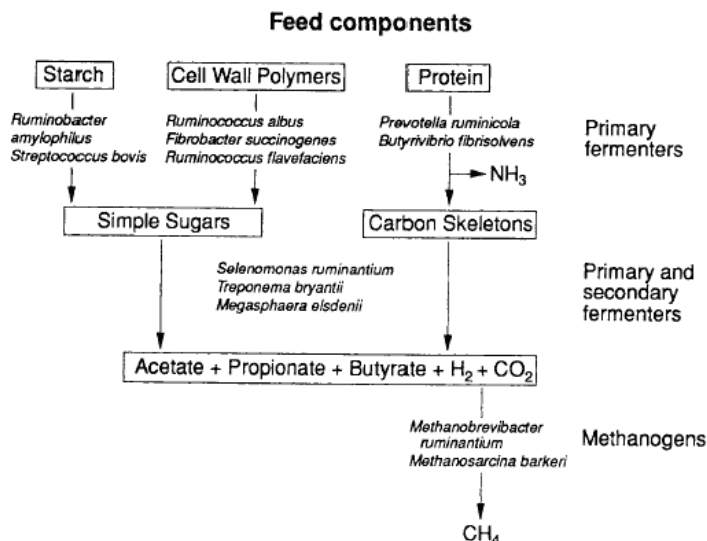 Feed components
Starch
Cell Wall Polymers
Protein
Ruminobacter
amylophilus
Streptococcus bovis
Ruminococcus albus
Fibrobacter succinogenes
Ruminococcus flavefaciens
Prevotella ruminicola
Butyrivibrio fibrisolvens
Primary
fermenters
NH3
Simple Sugars
Carbon Skeletons
Selenomonas ruminantium
Treponema bryantii
Megasphaera elsdenii
Primary and
secondary
fermenters
Acetate + Propionate + Butyrate + H2 + CO2
Methanobrevibacter
ruminantium
Methanosarcina barkeri
Methanogens
CH4